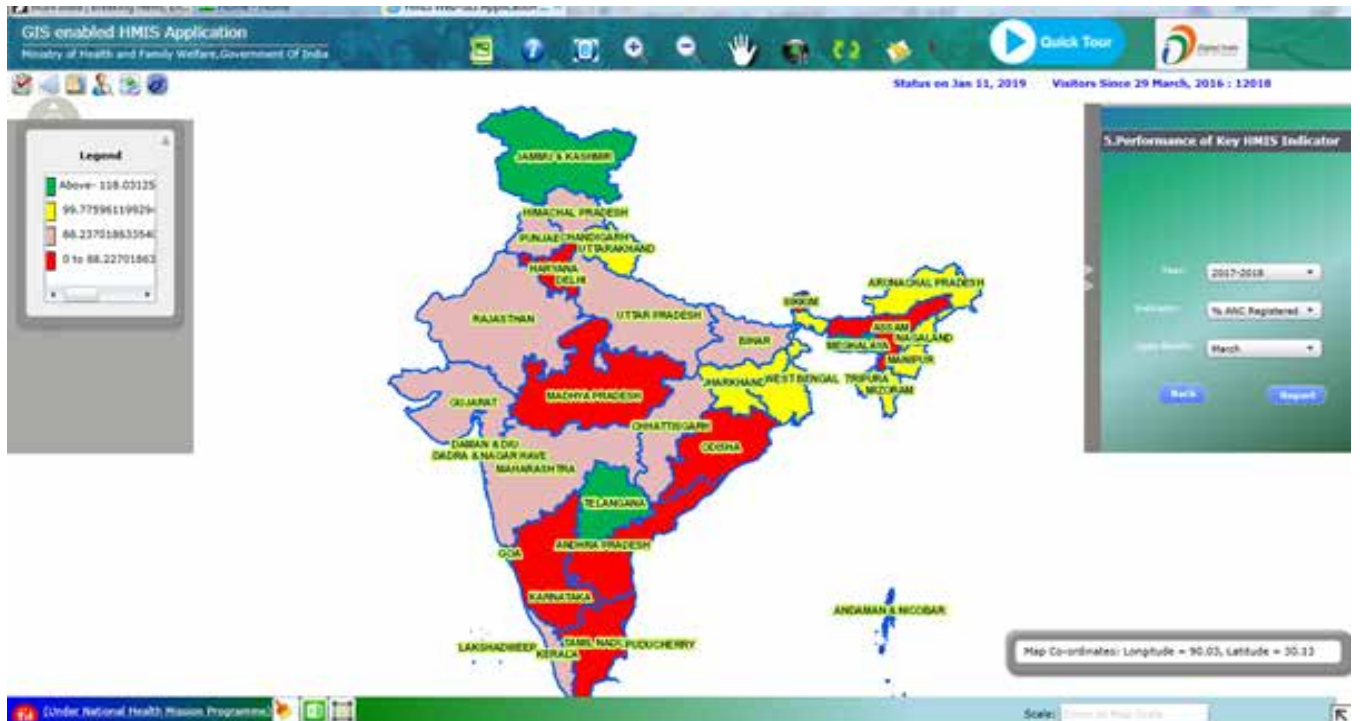 GIS enabled HMIS Application
Ministry of Health and Family Welfare,Government Of India
Quick Tour
Status on Jan 11, 2019 Visitors Since 29 March, 2016 : 12018
Legend
Above- 118.03125
99.77596119929
88.2370186335
0 to 88.22701863
5.Performance of Key HMIS Indicator
Year:
2017-2018
% ANC Registered
March
Back
Report
JAMMU & KASHMIR
HIMACHAL PRADESH
PUNJAB
CHANDIGARH
UTTARAKHAND
HARYANA
DELHI
RAJASTHAN
UTTAR PRADESH
BIHAR
SIKKIM
ARUNACHAL PRADESH
ASSAM
NAGALAND
MEGHALAYA
MANIPUR
TRIPURA
MIZORAM
JHARKHAND
WEST BENGAL
GUJARAT
MADHYA PRADESH
CHHATTISGARH
ODISHA
DAMAN & DIU
DADRA & NAGAR HAVE
MAHARASHTRA
TELANGANA
GOA
ANDHRA PRADESH
KARNATAKA
ANDAMAN & NICOBAR
LAKSHADWEEP
KERALA
TAMIL NADU
PUDUCHERRY
Map Co-ordinates: Longitude = 90.03, Latitude = 30.13
(Under National Health Mission Programme)
Scale: